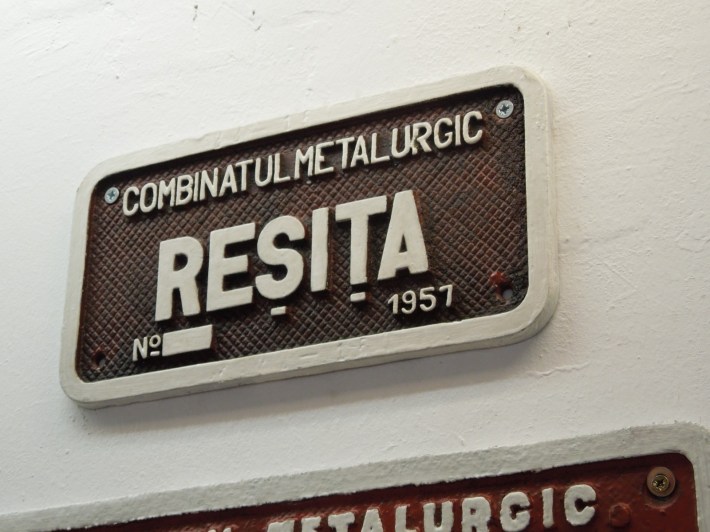 COMBINATUL METALURGIC
REȘIȚA
Nº
1957
METALURGIC